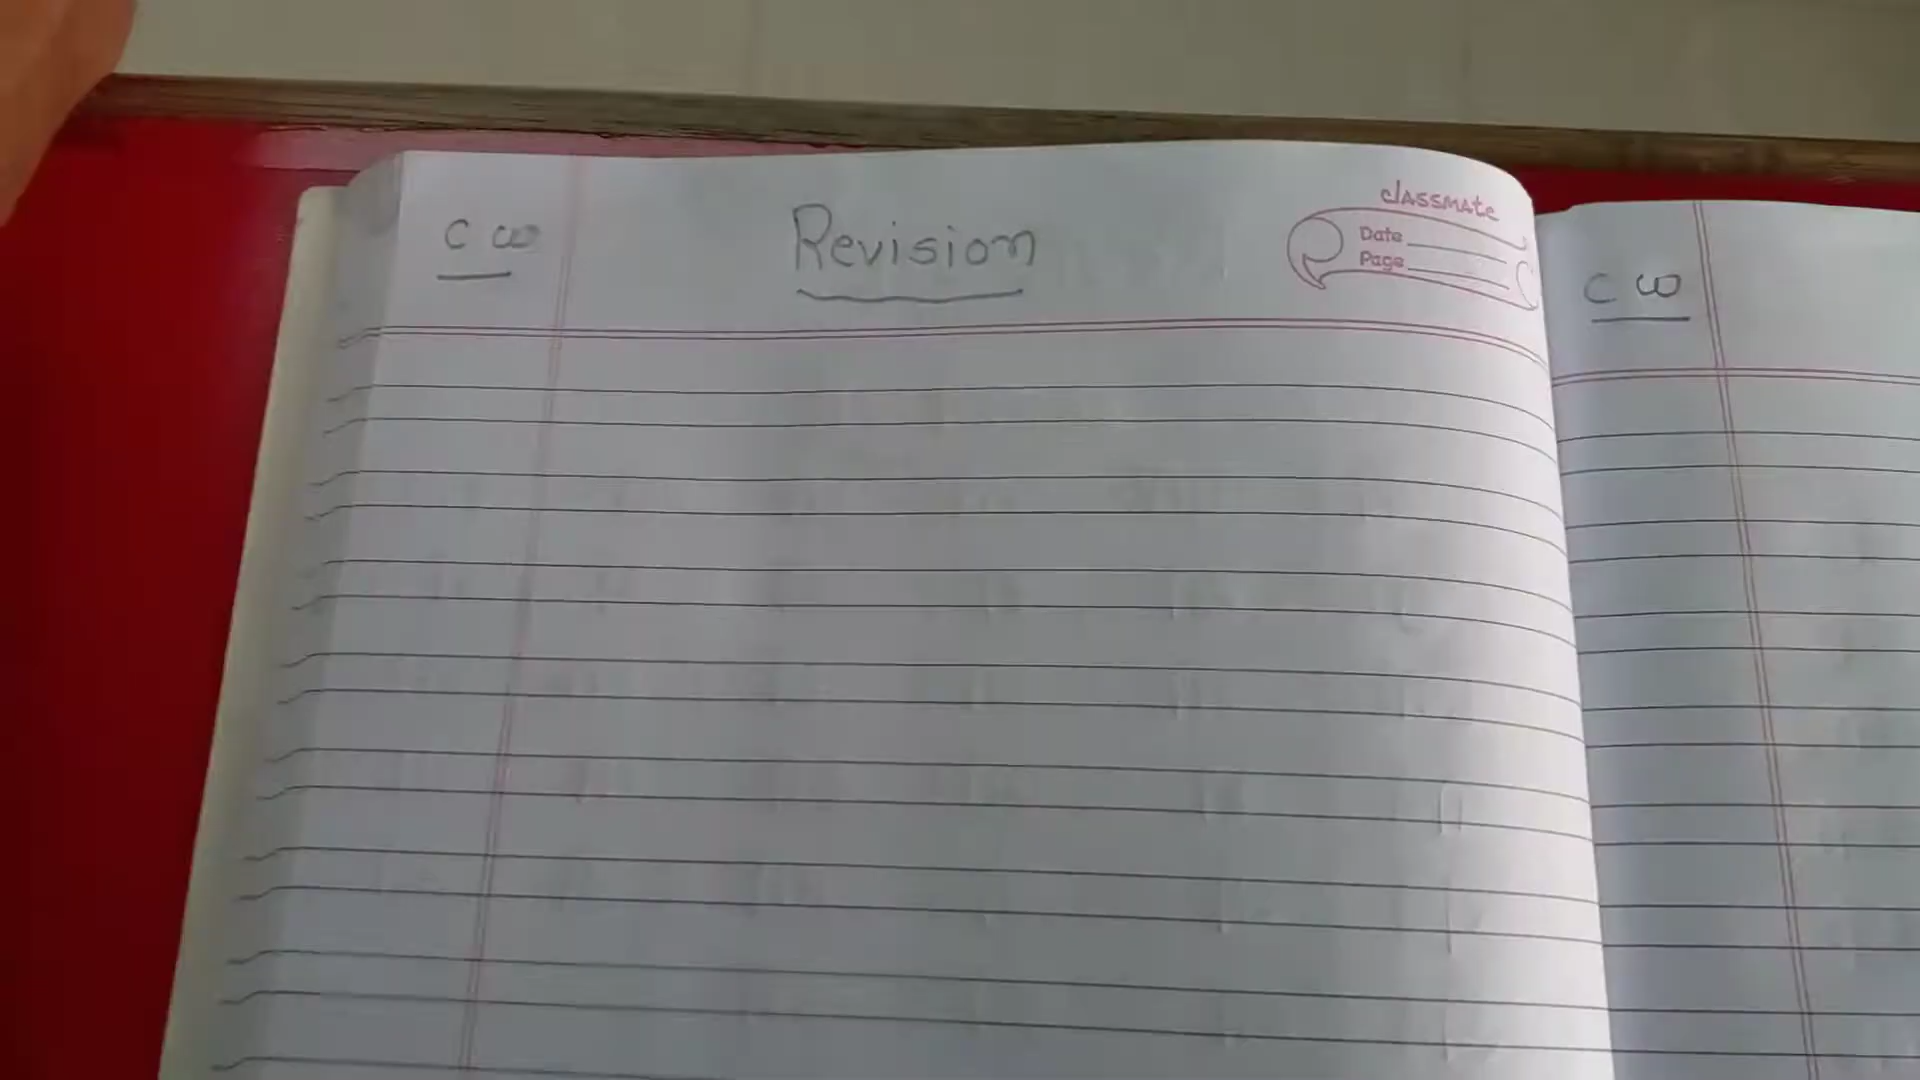 C W
Revision
classmate
Date
Page
C W